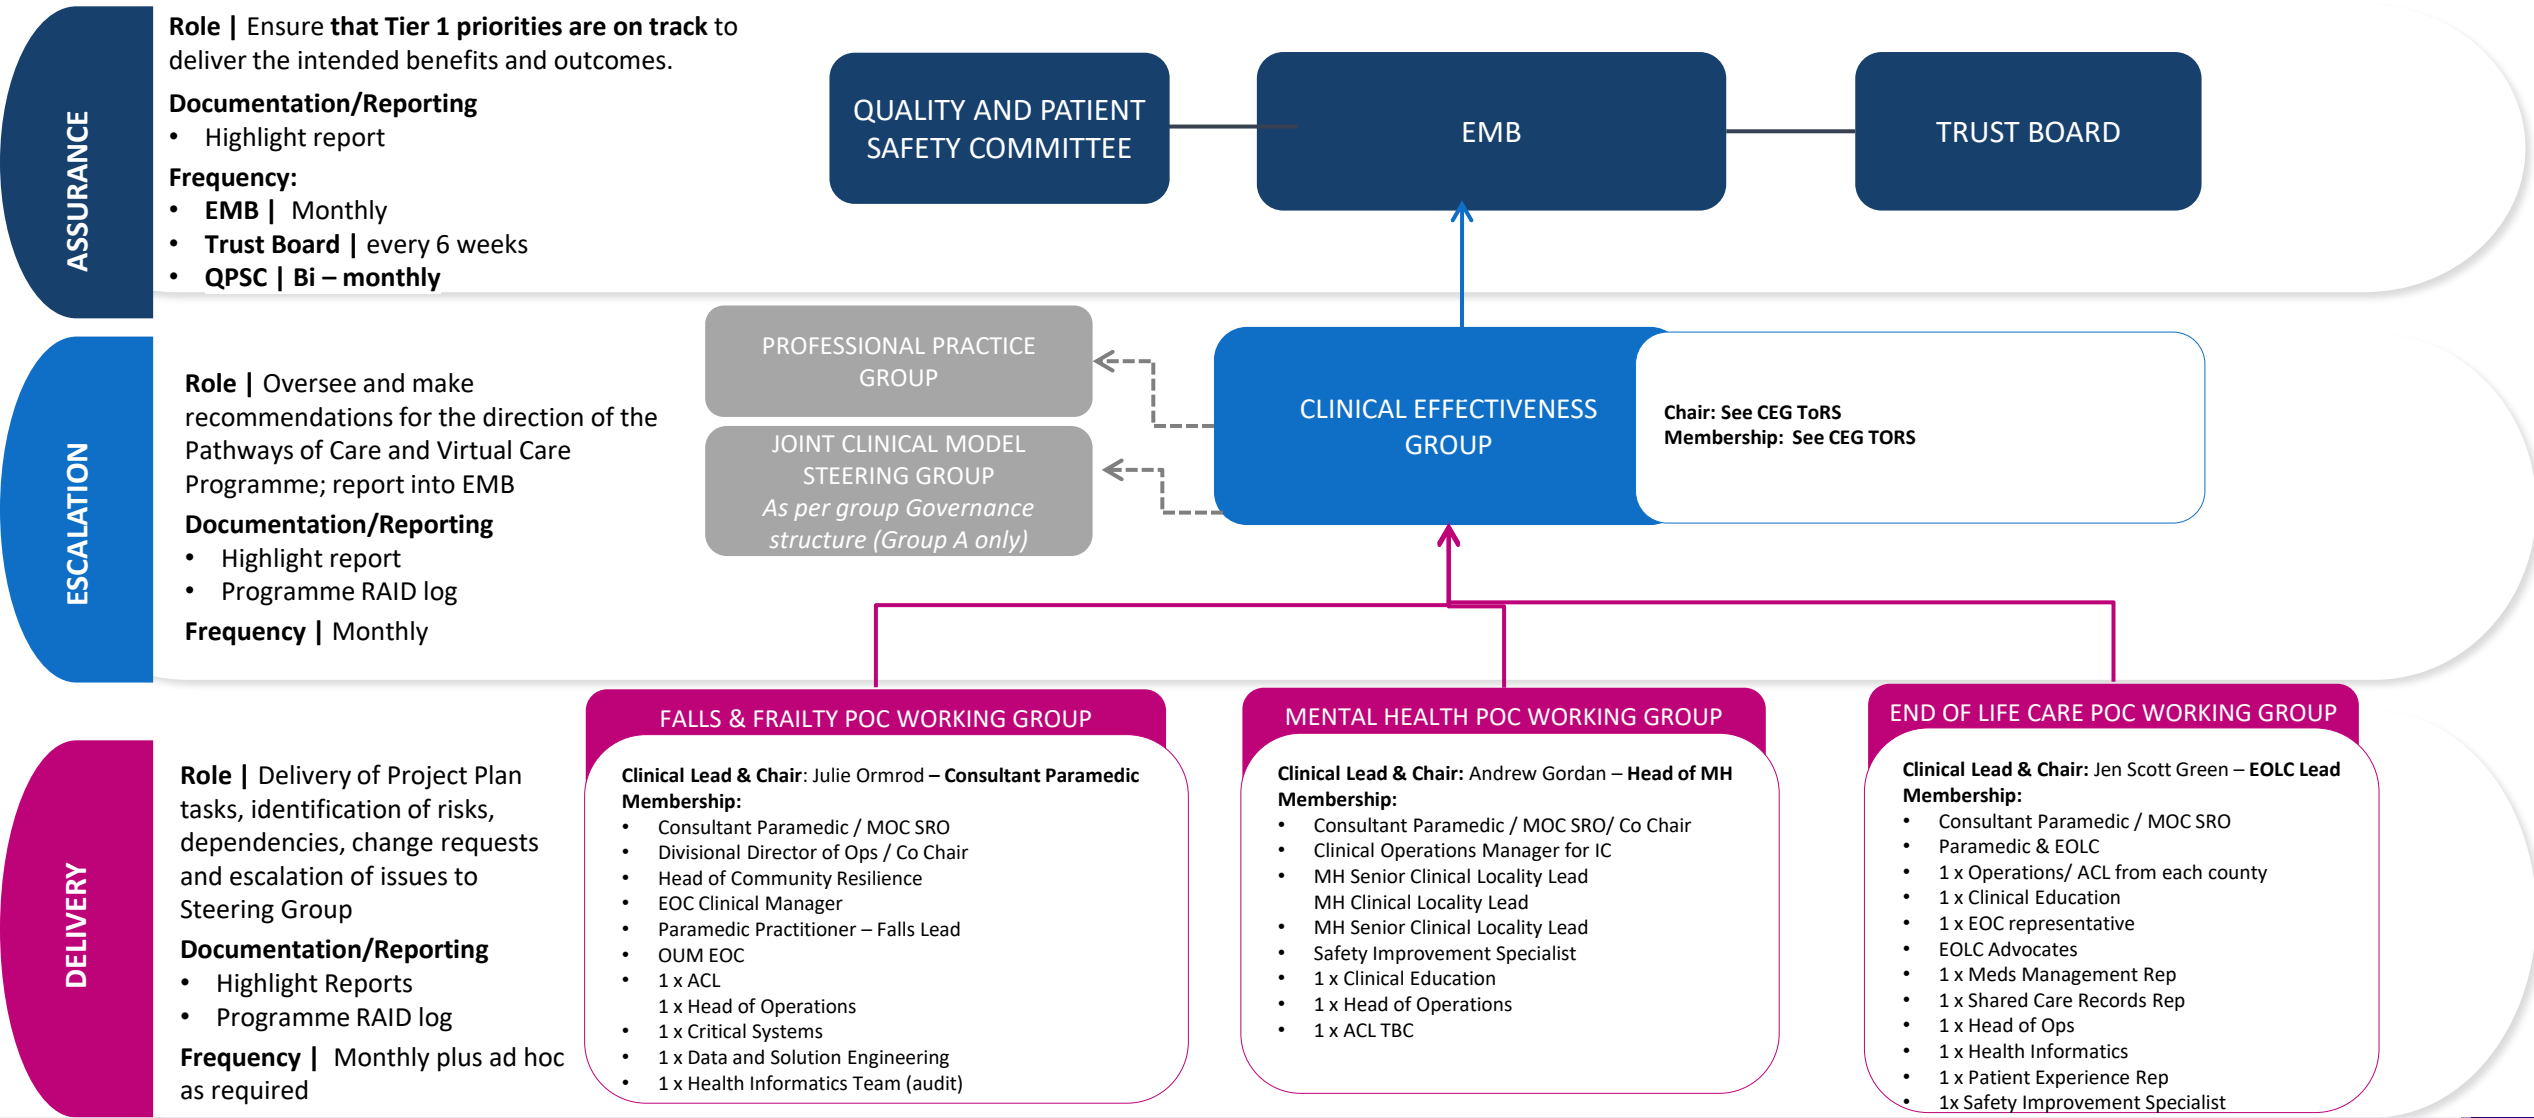 ASSURANCE
Role | Ensure that Tier 1 priorities are on track to
deliver the intended benefits and outcomes.
Documentation/Reporting
• Highlight report
Frequency:
• EMB | Monthly
• Trust Board | every 6 weeks
• QPSC | Bi – monthly
QUALITY AND PATIENT
SAFETY COMMITTEE
EMB
TRUST BOARD
ESCALATION
Role | Oversee and make
recommendations for the direction of the
Pathways of Care and Virtual Care
Programme; report into EMB
Documentation/Reporting
• Highlight report
• Programme RAID log
Frequency | Monthly
PROFESSIONAL PRACTICE
GROUP
JOINT CLINICAL MODEL
STEERING GROUP
As per group Governance
structure (Group A only)
CLINICAL EFFECTIVENESS
GROUP
Chair: See CEG ToRS
Membership: See CEG TORS
DELIVERY
Role | Delivery of Project Plan
tasks, identification of risks,
dependencies, change requests
and escalation of issues to
Steering Group
Documentation/Reporting
• Highlight Reports
• Programme RAID log
Frequency | Monthly plus ad hoc
as required
FALLS & FRAILTY POC WORKING GROUP
Clinical Lead & Chair: Julie Ormrod – Consultant Paramedic
Membership:
• Consultant Paramedic / MOC SRO
• Divisional Director of Ops / Co Chair
• Head of Community Resilience
• EOC Clinical Manager
• Paramedic Practitioner – Falls Lead
• OUM EOC
• 1 x ACL
1 x Head of Operations
• 1 x Critical Systems
• 1 x Data and Solution Engineering
• 1 x Health Informatics Team (audit)
MENTAL HEALTH POC WORKING GROUP
Clinical Lead & Chair: Andrew Gordan – Head of MH
Membership:
• Consultant Paramedic / MOC SRO/ Co Chair
• Clinical Operations Manager for IC
• MH Senior Clinical Locality Lead
MH Clinical Locality Lead
• MH Senior Clinical Locality Lead
• Safety Improvement Specialist
• 1 x Clinical Education
• 1 x Head of Operations
• 1 x ACL TBC
END OF LIFE CARE POC WORKING GROUP
Clinical Lead & Chair: Jen Scott Green – EOLC Lead
Membership:
• Consultant Paramedic / MOC SRO
• Paramedic & EOLC
• 1 x Operations/ ACL from each county
• 1 x Clinical Education
• 1 x EOC representative
• EOLC Advocates
• 1 x Meds Management Rep
• 1 x Shared Care Records Rep
• 1 x Head of Ops
• 1 x Health Informatics
• 1 x Patient Experience Rep
• 1x Safety Improvement Specialist